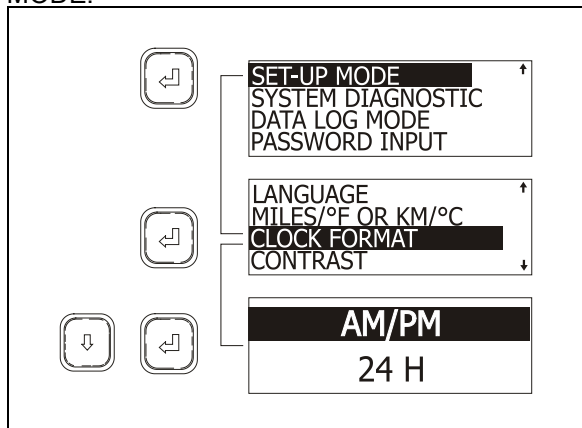 MODE:
SET-UP MODE
SYSTEM DIAGNOSTIC
DATA LOG MODE
PASSWORD INPUT
LANGUAGE
MILES/°F OR KM/°C
CLOCK FORMAT
CONTRAST
AM/PM
24 H